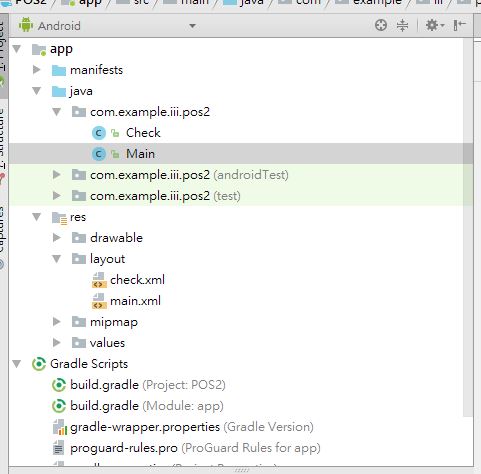 POS2 app src main java com example iii
Android
app
manifests
java
com.example.iii.pos2
C Check
C Main
com.example.iii.pos2 (androidTest)
com.example.iii.pos2 (test)
res
drawable
layout
check.xml
main.xml
mipmap
values
Gradle Scripts
build.gradle (Project: POS2)
build.gradle (Module: app)
gradle-wrapper.properties (Gradle Version)
proguard-rules.pro (ProGuard Rules for app)
Project
Structure
Captures